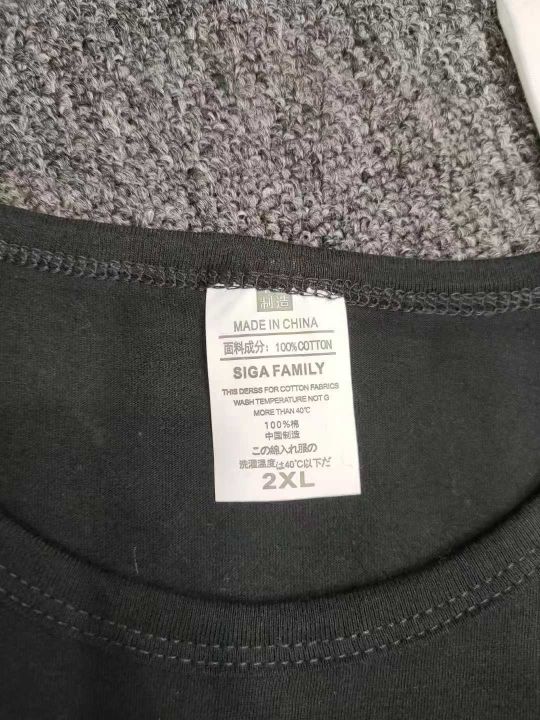 制造
MADE IN CHINA
面料成分：100%COTTON
SIGA FAMILY
THIS DERSS FOR COTTON FABRICS
WASH TEMPERATURE NOT G
MORE THAN 40℃
100%棉
中国制造
この綿入れ服の
洗濯温度は40℃以下だ
2XL